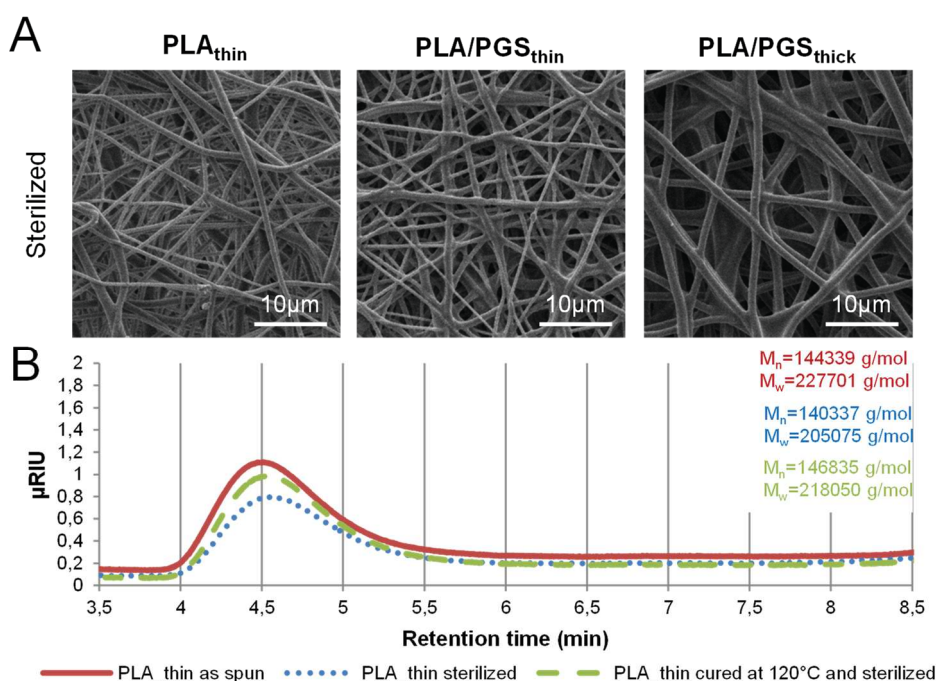 A
PLAthin PLA/PGSthin PLA/PGSthick
Sterilized
10µm 10µm 10µm
B
Mn=144339 g/mol
Mw=227701 g/mol
Mn=140337 g/mol
Mw=205075 g/mol
Mn=146835 g/mol
Mw=218050 g/mol
µRIU
2
1,8
1,6
1,4
1,2
1
0,8
0,6
0,4
0,2
0
3,5 4 4,5 5 5,5 6 6,5 7 7,5 8 8,5
Retention time (min)
PLA thin as spun PLA thin sterilized PLA thin cured at 120°C and sterilized